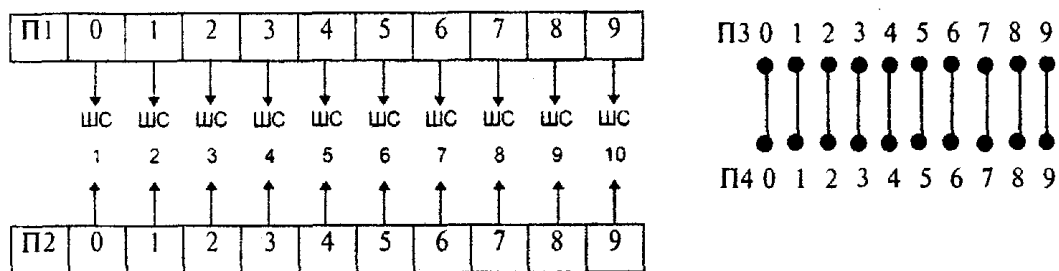 П1 0 1 2 3 4 5 6 7 8 9
ШС ШС ШС ШС ШС ШС ШС ШС ШС ШС
1 2 3 4 5 6 7 8 9 10
П2 0 1 2 3 4 5 6 7 8 9
П3 0 1 2 3 4 5 6 7 8 9
П4 0 1 2 3 4 5 6 7 8 9